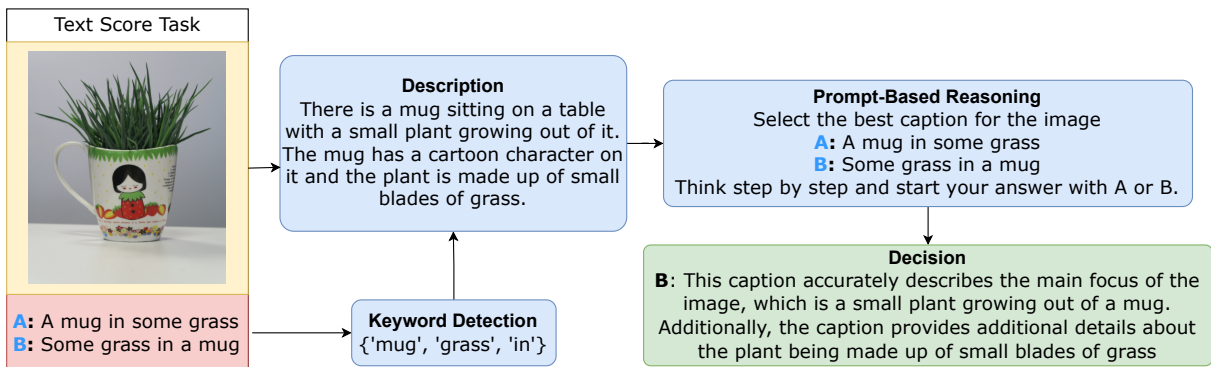 Text Score Task
A: A mug in some grass
B: Some grass in a mug
Keyword Detection
{'mug', 'grass', 'in'}
Description
There is a mug sitting on a table
with a small plant growing out of it.
The mug has a cartoon character on
it and the plant is made up of small
blades of grass.
Prompt-Based Reasoning
Select the best caption for the image
A: A mug in some grass
B: Some grass in a mug
Think step by step and start your answer with A or B.
Decision
B: This caption accurately describes the main focus of the
image, which is a small plant growing out of a mug.
Additionally, the caption provides additional details about
the plant being made up of small blades of grass